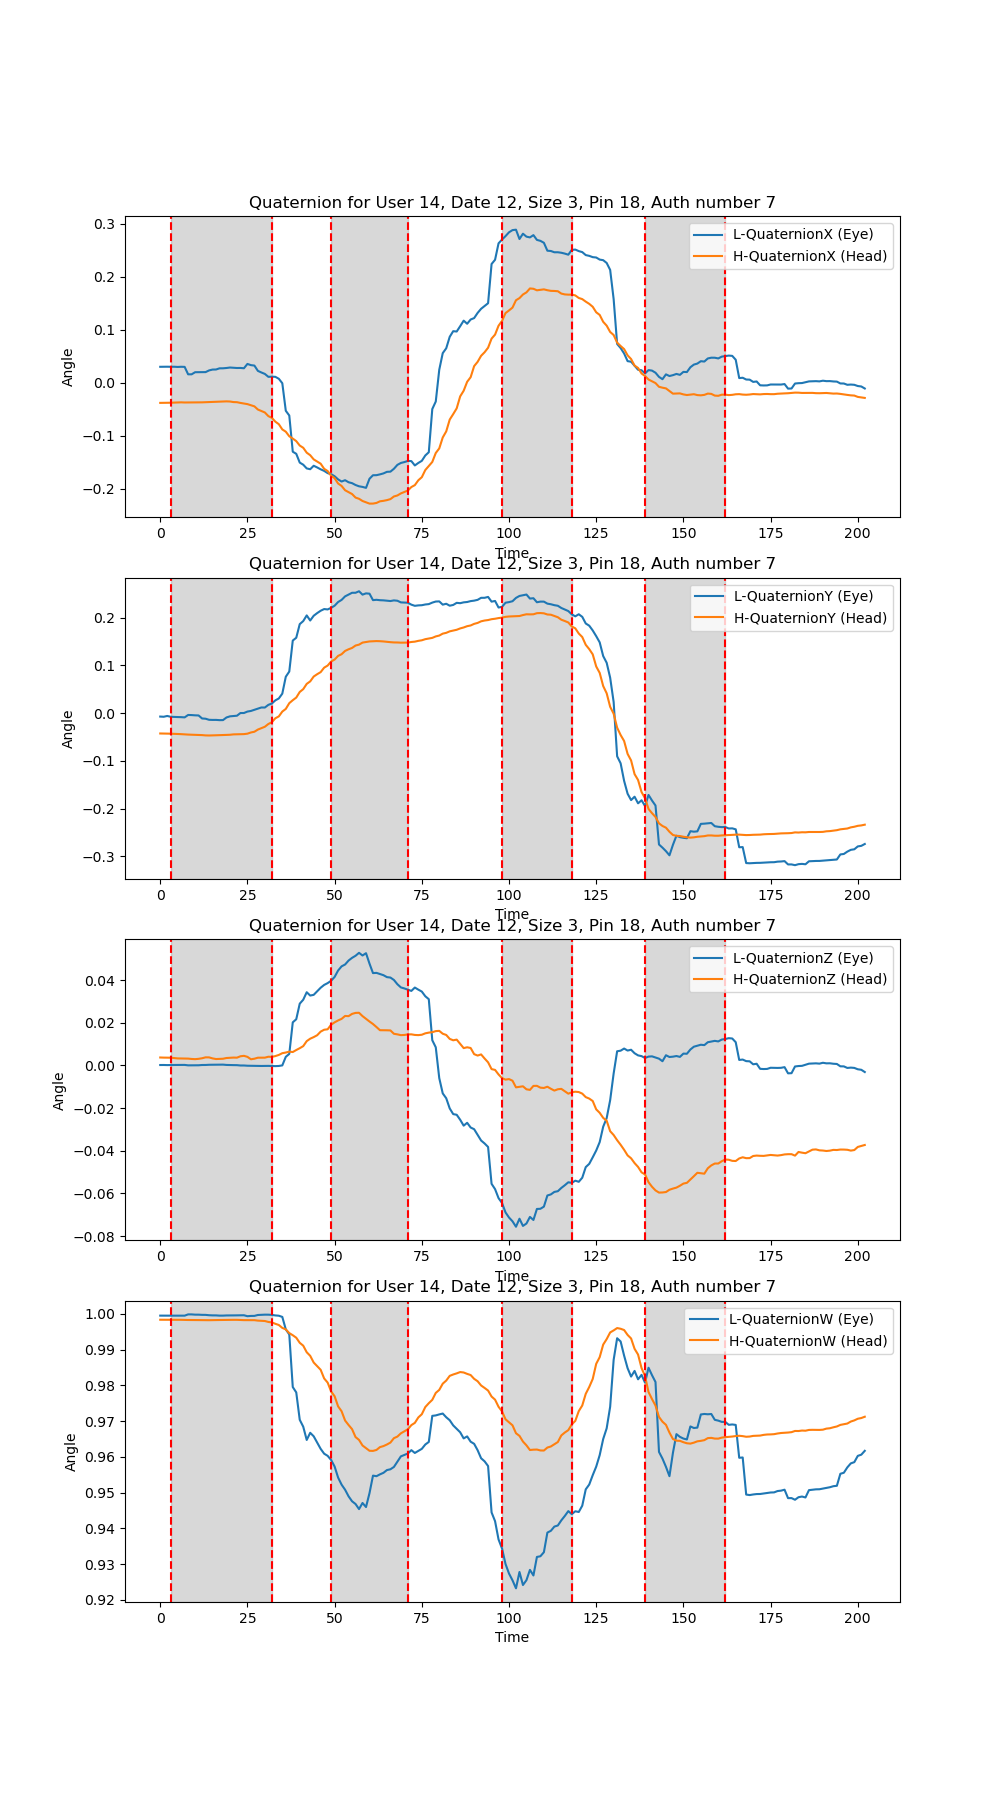 Quaternion for User 14, Date 12, Size 3, Pin 18, Auth number 7
L-QuaternionX (Eye)
H-QuaternionX (Head)
Angle
0.3
0.2
0.1
0.0
−0.1
−0.2
0 25 50 75 100 125 150 175 200
Time
Quaternion for User 14, Date 12, Size 3, Pin 18, Auth number 7
L-QuaternionY (Eye)
H-QuaternionY (Head)
Angle
0.2
0.1
0.0
−0.1
−0.2
−0.3
0 25 50 75 100 125 150 175 200
Time
Quaternion for User 14, Date 12, Size 3, Pin 18, Auth number 7
L-QuaternionZ (Eye)
H-QuaternionZ (Head)
Angle
0.04
0.02
0.00
−0.02
−0.04
−0.06
−0.08
0 25 50 75 100 125 150 175 200
Time
Quaternion for User 14, Date 12, Size 3, Pin 18, Auth number 7
L-QuaternionW (Eye)
H-QuaternionW (Head)
Angle
1.00
0.99
0.98
0.97
0.96
0.95
0.94
0.93
0.92
0 25 50 75 100 125 150 175 200
Time